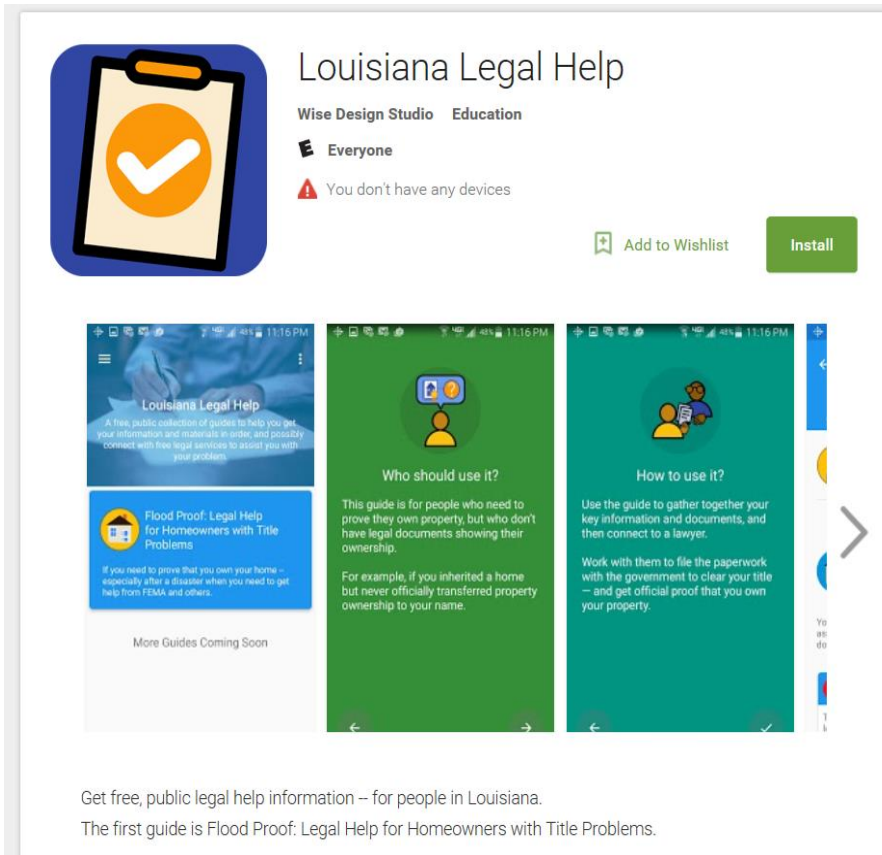 Louisiana Legal Help
Wise Design Studio Education
E Everyone
You don't have any devices
Add to Wishlist
Install
48% 11:16 PM
Louisiana Legal Help
A free, public collection of guides to help you get
your information and materials in order, and possibly
connect with free legal services to assist you with
your problem.
Flood Proof: Legal Help
for Homeowners with Title
Problems
If you need to prove that you own your home –
especially after a disaster when you need to get
help from FEMA and others.
More Guides Coming Soon
48% 11:16 PM
Who should use it?
This guide is for people who need to
prove they own property, but who don't
have legal documents showing their
ownership.
For example, if you inherited a home
but never officially transferred property
ownership to your name.
48% 11:16 PM
How to use it?
Use the guide to gather together your
key information and documents, and
then connect to a lawyer.
Work with them to file the paperwork
with the government to clear your title
— and get official proof that you own
your property.
Get free, public legal help information -- for people in Louisiana.
The first guide is Flood Proof: Legal Help for Homeowners with Title Problems.